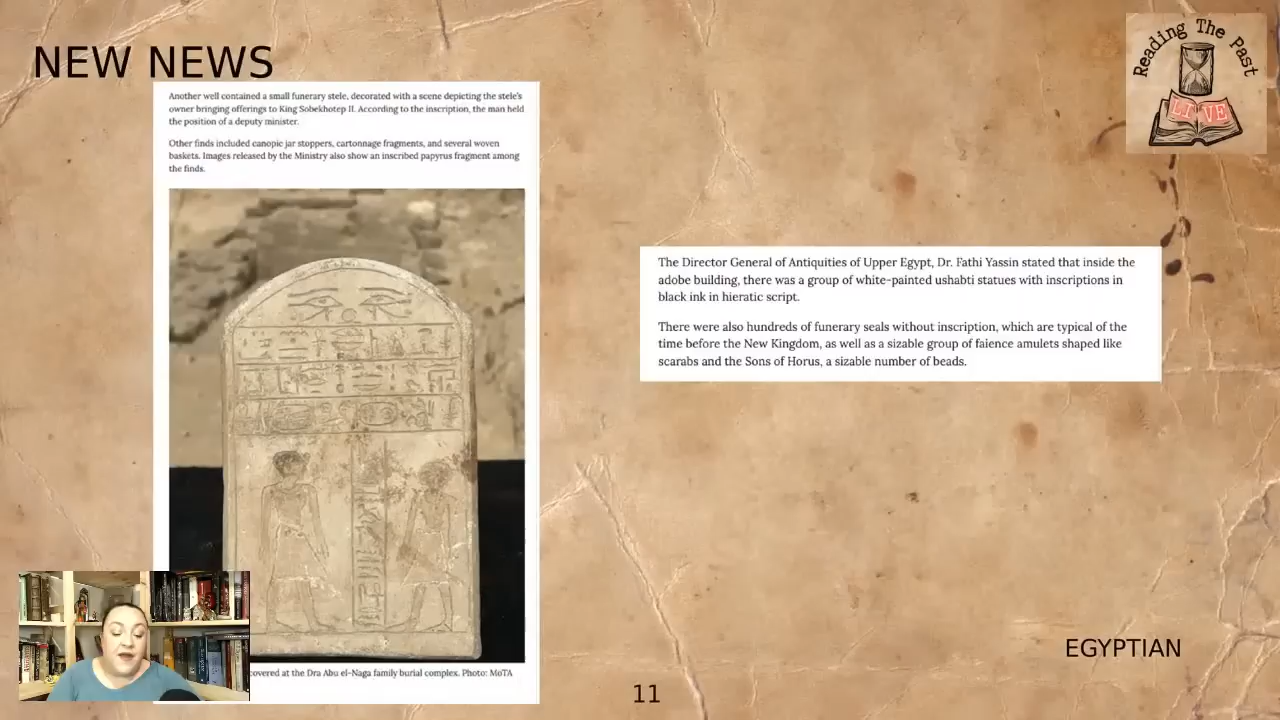 NEW NEWS
Reading The Past
LIVE
Another well contained a small funerary stele, decorated with a scene depicting the stele's
owner bringing offerings to King Sobekhotep II. According to the inscription, the man held
the position of a deputy minister.
Other finds included canopic jar stoppers, cartonnage fragments, and several woven
baskets. Images released by the Ministry also show an inscribed papyrus fragment among
the finds.
covered at the Dra Abu el-Naga family burial complex. Photo: MoTA
The Director General of Antiquities of Upper Egypt, Dr. Fathi Yassin stated that inside the
adobe building, there was a group of white-painted ushabti statues with inscriptions in
black ink in hieratic script.
There were also hundreds of funerary seals without inscription, which are typical of the
time before the New Kingdom, as well as a sizable group of faience amulets shaped like
scarabs and the Sons of Horus, a sizable number of beads.
EGYPTIAN
11